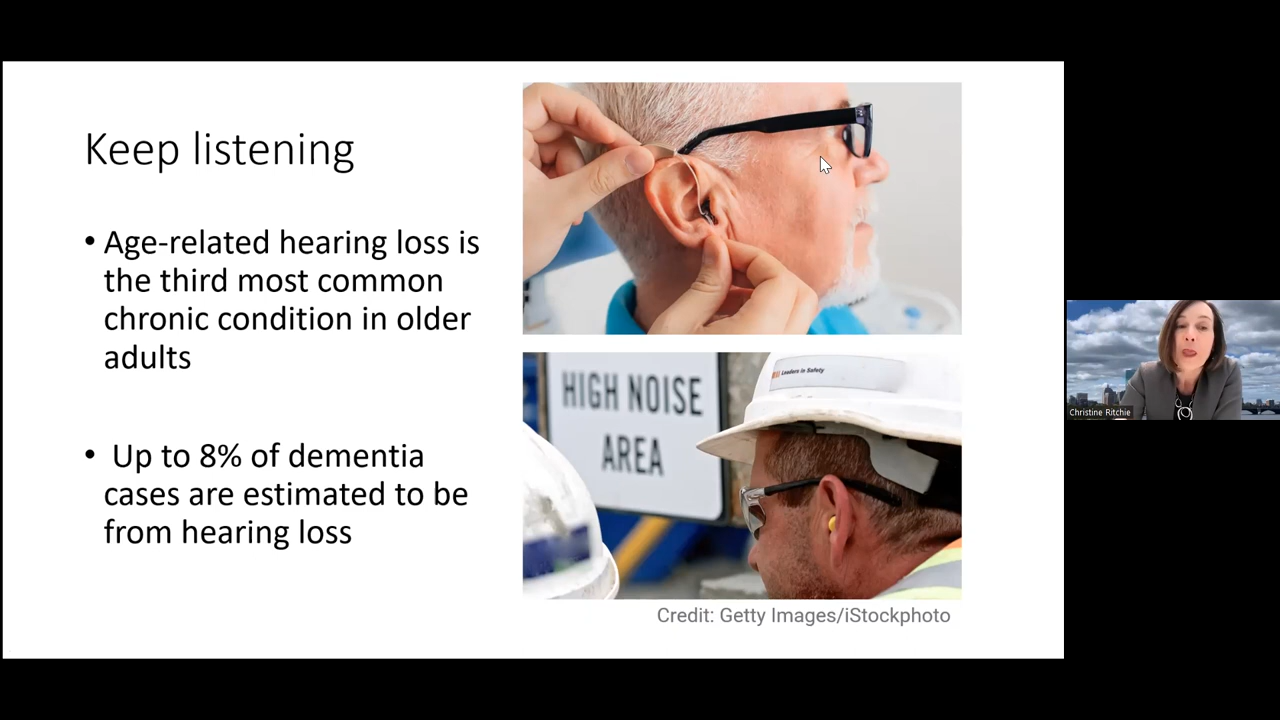 Keep listening
• Age-related hearing loss is
the third most common
chronic condition in older
adults
• Up to 8% of dementia
cases are estimated to be
from hearing loss
HIGH NOISE
AREA
Leaders in Safety
Credit: Getty Images/iStockphoto
Christine Ritchie